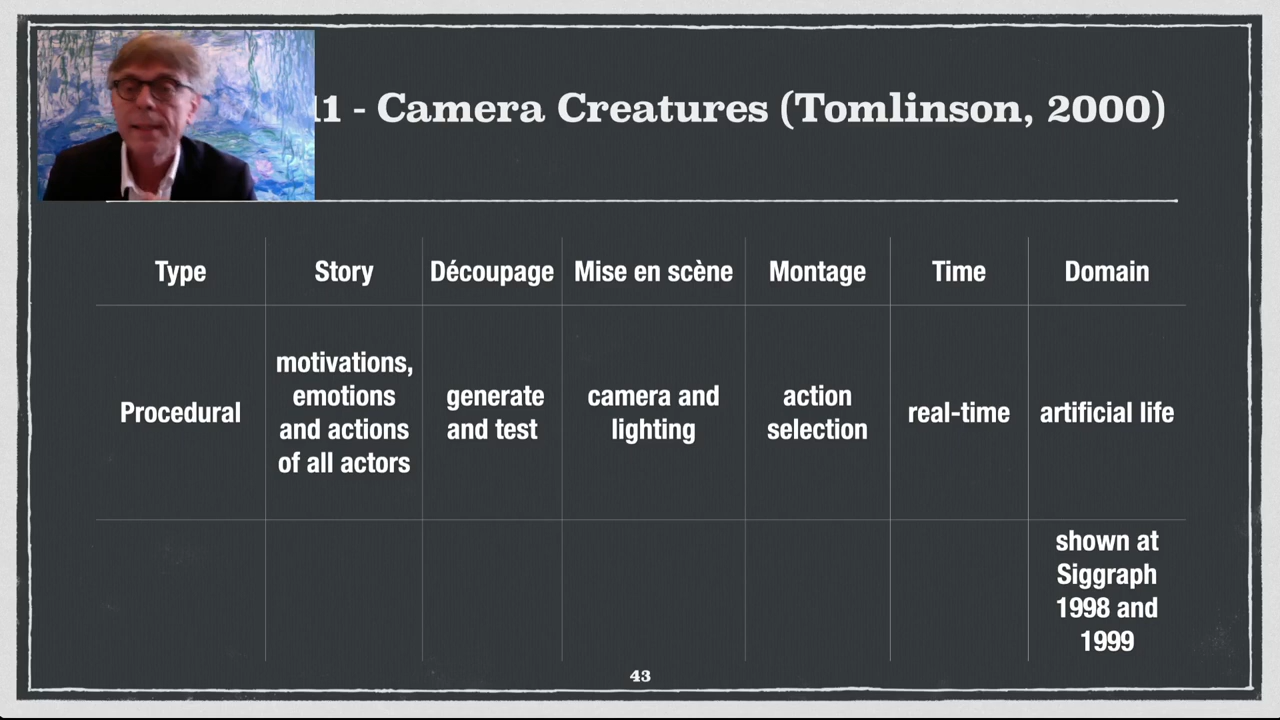 11 - Camera Creatures (Tomlinson, 2000)
Type Story Découpage Mise en scène Montage Time Domain
Procedural
motivations,
emotions
and actions
of all actors
generate
and test
camera and
lighting
action
selection
real-time
artificial life
shown at
Siggraph
1998 and
1999
43